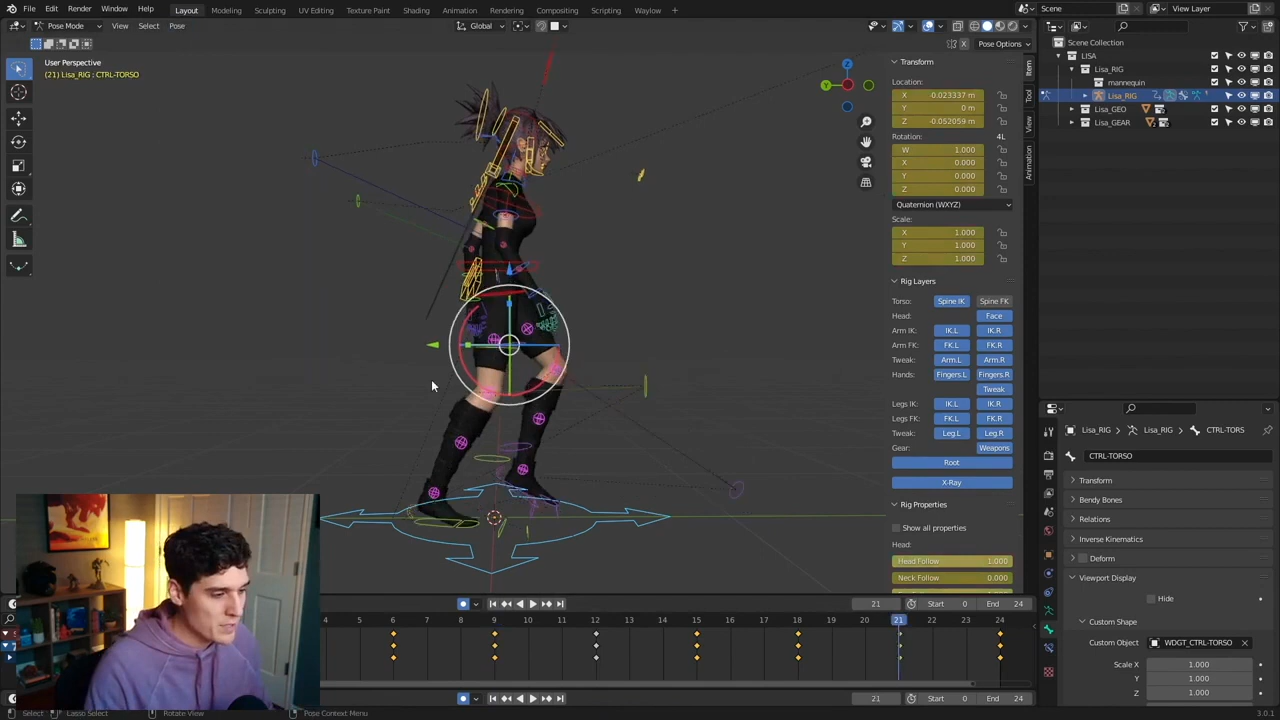 File Edit Render Window Help Layout Modeling Sculpting UV Editing Texture Paint Shading Animation Rendering Compositing Scripting Waylow + Scene View Layer
Pose Mode View Select Pose Global
Pose Options
X
Scene Collection
LISA
Lisa_RIG
mannequin
Lisa_RIG
Lisa_GEO
Lisa_GEAR
User Perspective
(21) Lisa_RIG : CTRL-TORSO
Z
Y
Item
Tool
View
Animation
Transform
Location:
X -0.023337 m
Y 0 m
Z -0.052059 m
Rotation: 4L
W 1.000
X 0.000
Y 0.000
Z 0.000
Quaternion (WXYZ)
Scale:
X 1.000
Y 1.000
Z 1.000
Rig Layers
Torso: Spine IK Spine FK
Head: Face
Arm IK: IK.L IK.R
Arm FK: FK.L FK.R
Tweak: Arm.L Arm.R
Hands: Fingers.L Fingers.R
Tweak
Legs IK: IK.L IK.R
Legs FK: FK.L FK.R
Tweak: Leg.L Leg.R
Gear: Weapons
Root
X-Ray
Rig Properties
Show all properties
Head:
Head Follow 1.000
Neck Follow 0.000
Lisa_RIG Lisa_RIG CTRL-TORS
CTRL-TORSO
Transform
Bendy Bones
Relations
Inverse Kinematics
Deform
Viewport Display
Hide
Custom Shape
Custom Object WDGT_CTRL-TORSO
Scale X 1.000
Y 1.000
Z 1.000
21 Start 0 End 24
4 5 6 7 8 9 10 11 12 13 14 15 16 17 18 19 20 21 22 23 24
21 Start 0 End 24
Select Lasso Select Rotate View Pose Context Menu 3.0.1